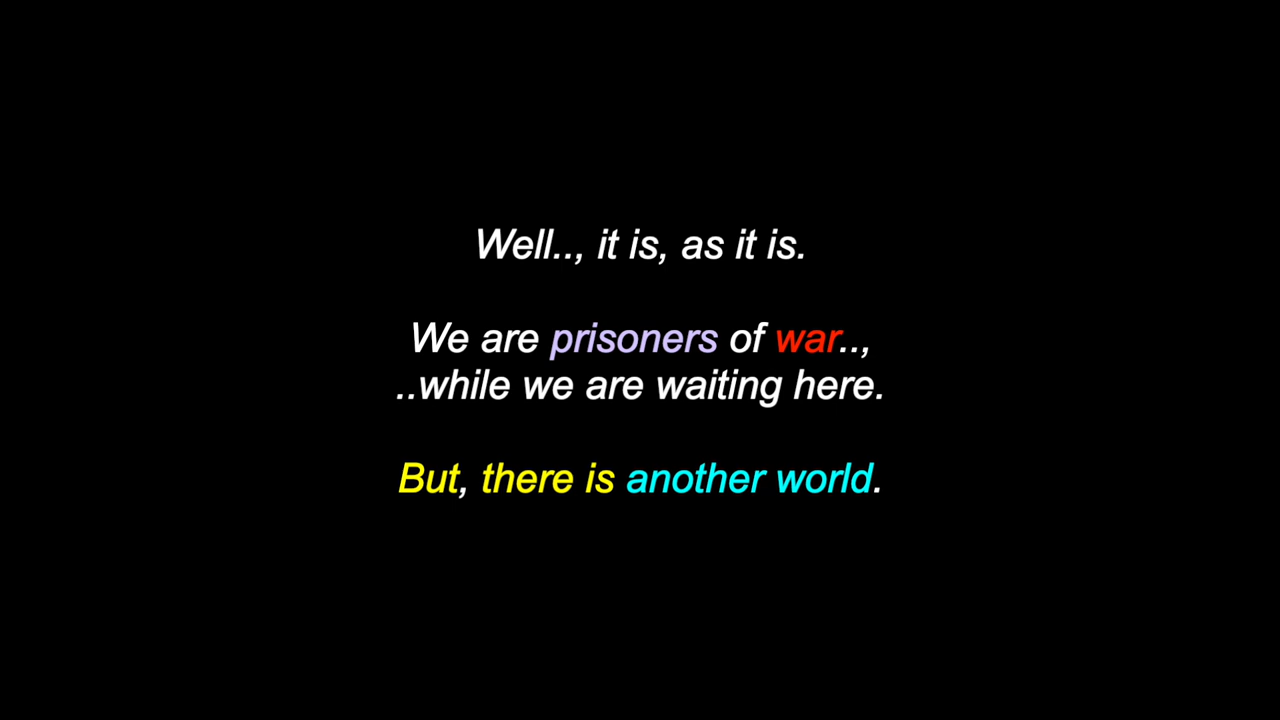 Well.., it is, as it is.
We are prisoners of war..,
..while we are waiting here.
But, there is another world.